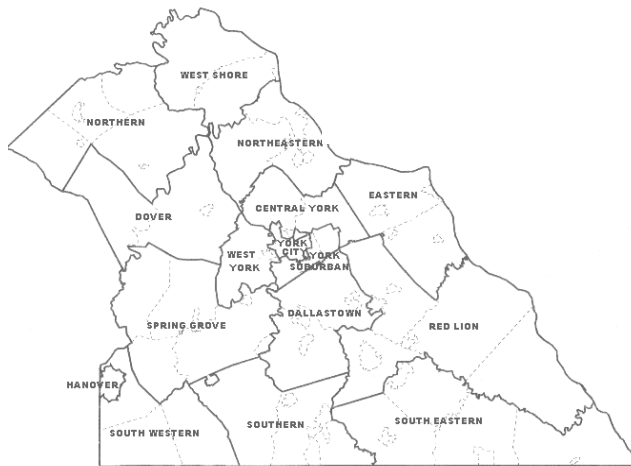 WEST SHORE
NORTHERN
NORTHEASTERN
EASTERN
CENTRAL YORK
DOVER
YORK
CITY
WEST
YORK
YORK
SUBURBAN
SPRING GROVE
DALLASTOWN
RED LION
HANOVER
SOUTH WESTERN
SOUTHERN
SOUTH EASTERN